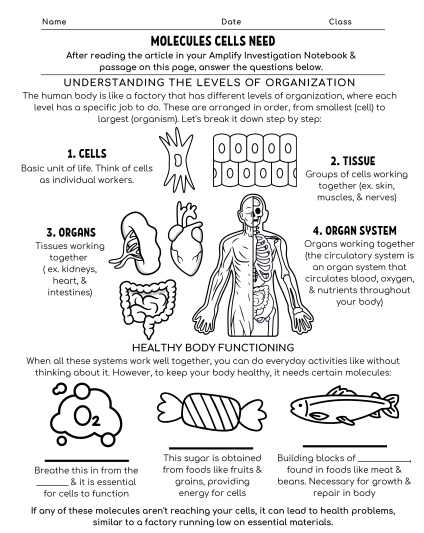 Name Date Class
MOLECULES CELLS NEED
After reading the article in your Amplify Investigation Notebook &
passage on this page, answer the questions below.
UNDERSTANDING THE LEVELS OF ORGANIZATION
The human body is like a factory that has different levels of organization, where each
level has a specific job to do. These are arranged in order, from smallest (cell) to
largest (organism). Let's break it down step by step:
1. CELLS
Basic unit of life. Think of cells
as individual workers.
2. TISSUE
Groups of cells working
together (ex. skin,
muscles, & nerves)
3. ORGANS
Tissues working
together
( ex. kidneys,
heart, &
intestines)
4. ORGAN SYSTEM
Organs working together
(the circulatory system is
an organ system that
circulates blood, oxygen,
& nutrients throughout
your body)
HEALTHY BODY FUNCTIONING
When all these systems work well together, you can do everyday activities like without
thinking about it. However, to keep your body healthy, it needs certain molecules:
O2
Breathe this in from the
______ & it is essential
for cells to function
This sugar is obtained
from foods like fruits &
grains, providing
energy for cells
Building blocks of __________,
found in foods like meat &
beans. Necessary for growth &
repair in body
If any of these molecules aren't reaching your cells, it can lead to health problems,
similar to a factory running low on essential materials.